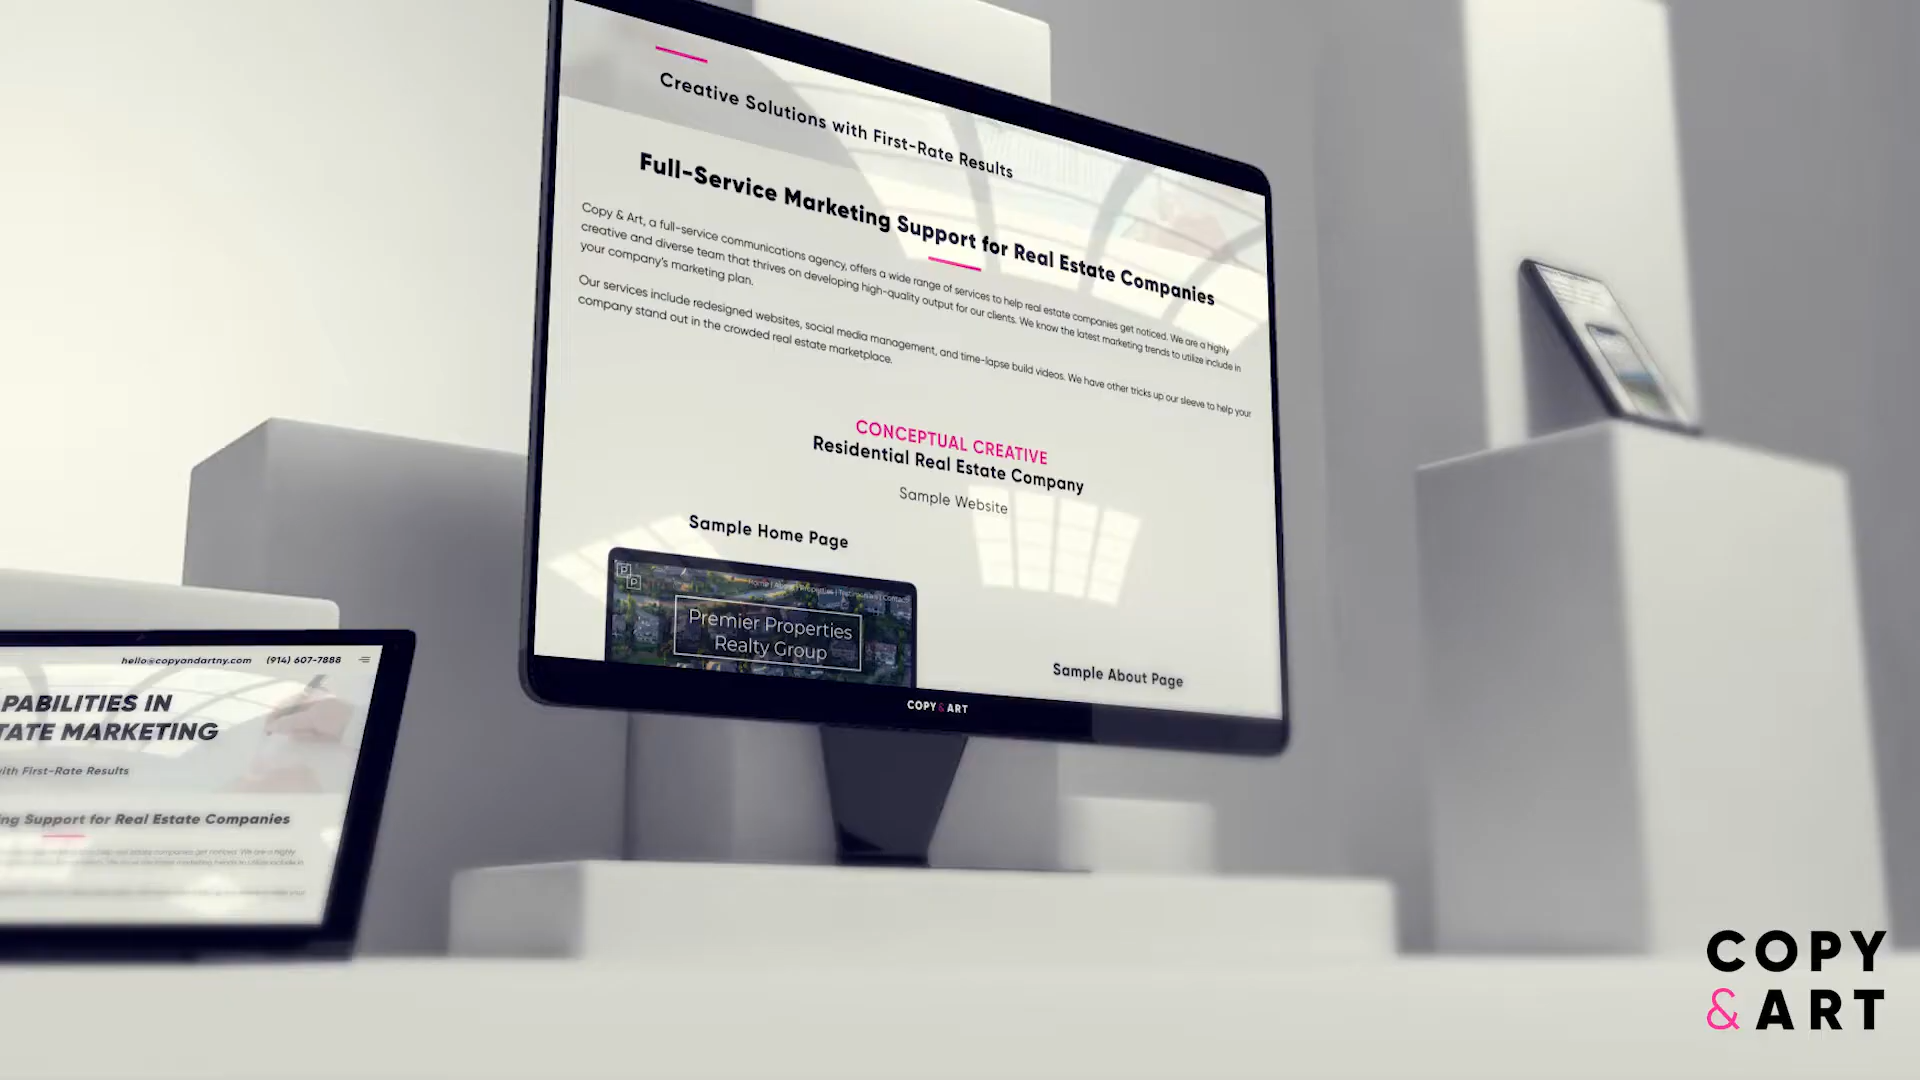 Creative Solutions with First-Rate Results
Full-Service Marketing Support for Real Estate Companies
Copy & Art, a full-service communications agency, offers a wide range of services to help real estate companies get noticed. We are a highly
creative and diverse team that thrives on developing high-quality output for our clients. We know the latest marketing trends to utilize include in
your company's marketing plan.
Our services include redesigned websites, social media management, and time-lapse build videos. We have other tricks up our sleeve to help your
company stand out in the crowded real estate marketplace.
CONCEPTUAL CREATIVE
Residential Real Estate Company
Sample Website
Sample Home Page
Home | About | Properties | Testimonials | Contact
Premier Properties
Realty Group
Sample About Page
COPY & ART
hello@copyandartny.com (914) 607-7888
PABILITIES IN
TATE MARKETING
ith First-Rate Results
ng Support for Real Estate Companies
COPY
& ART